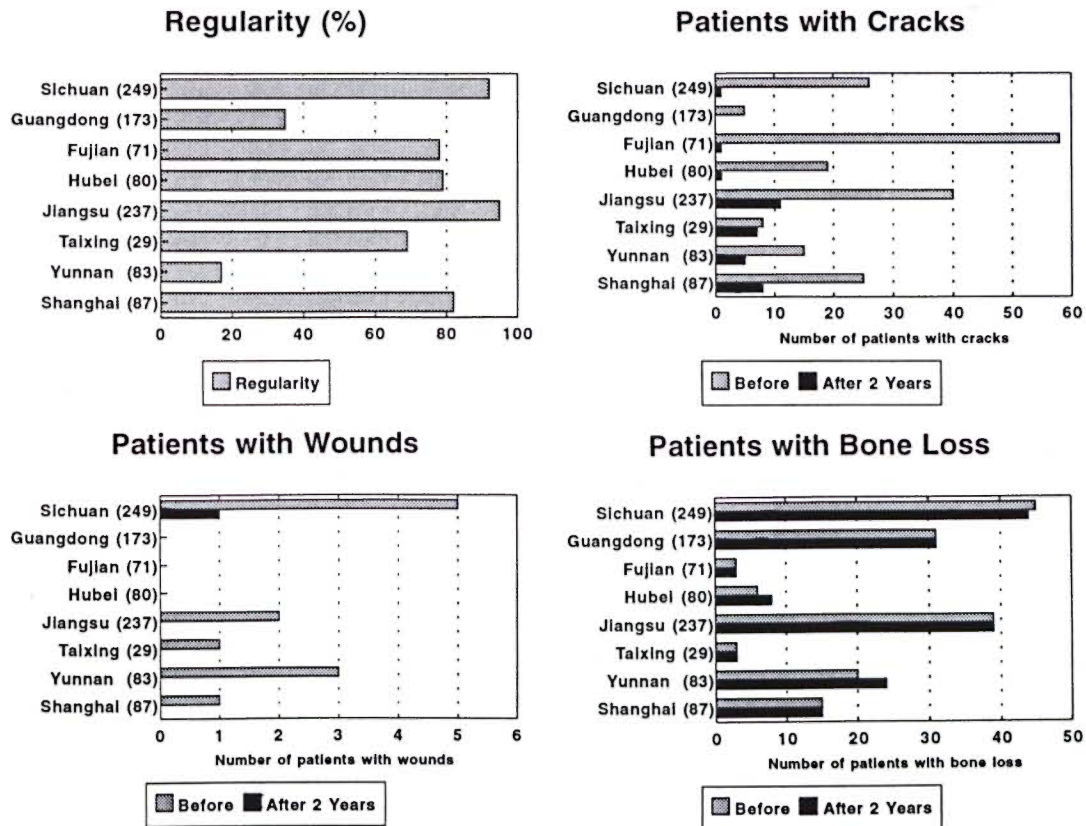 Regularity (%)
Sichuan (249)
Guangdong (173)
Fujian (71)
Hubei (80)
Jiangsu (237)
Taixing (29)
Yunnan (83)
Shanghai (87)
0 20 40 60 80 100
Regularity
Patients with Cracks
Sichuan (249)
Guangdong (173)
Fujian (71)
Hubei (80)
Jiangsu (237)
Taixing (29)
Yunnan (83)
Shanghai (87)
0 10 20 30 40 50 60
Number of patients with cracks
Before After 2 Years
Patients with Wounds
Sichuan (249)
Guangdong (173)
Fujian (71)
Hubei (80)
Jiangsu (237)
Taixing (29)
Yunnan (83)
Shanghai (87)
0 1 2 3 4 5 6
Number of patients with wounds
Before After 2 Years
Patients with Bone Loss
Sichuan (249)
Guangdong (173)
Fujian (71)
Hubei (80)
Jiangsu (237)
Taixing (29)
Yunnan (83)
Shanghai (87)
0 10 20 30 40 50
Number of patients with bone loss
Before After 2 Years